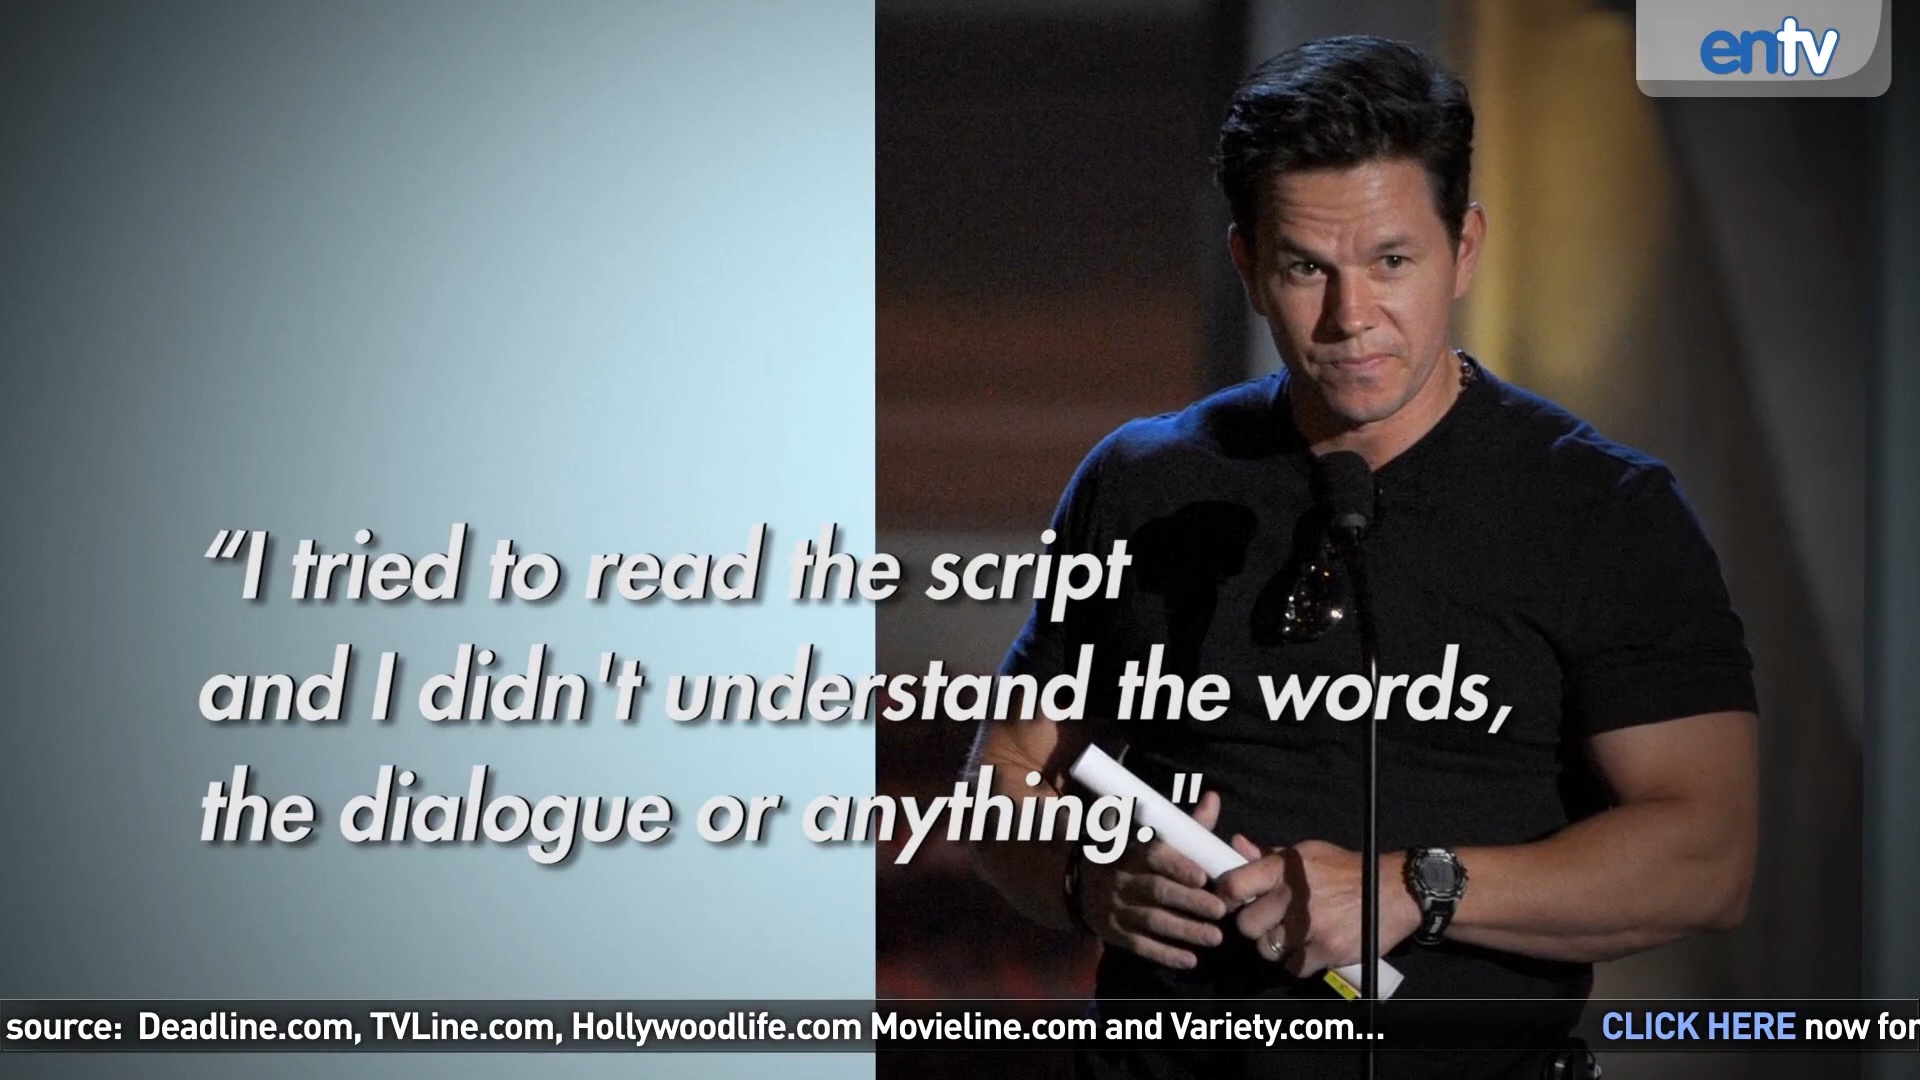 entv
“I tried to read the script
and I didn't understand the words,
the dialogue or anything."
source: Deadline.com, TVLine.com, Hollywoodlife.com Movieline.com and Variety.com...
CLICK HERE now for